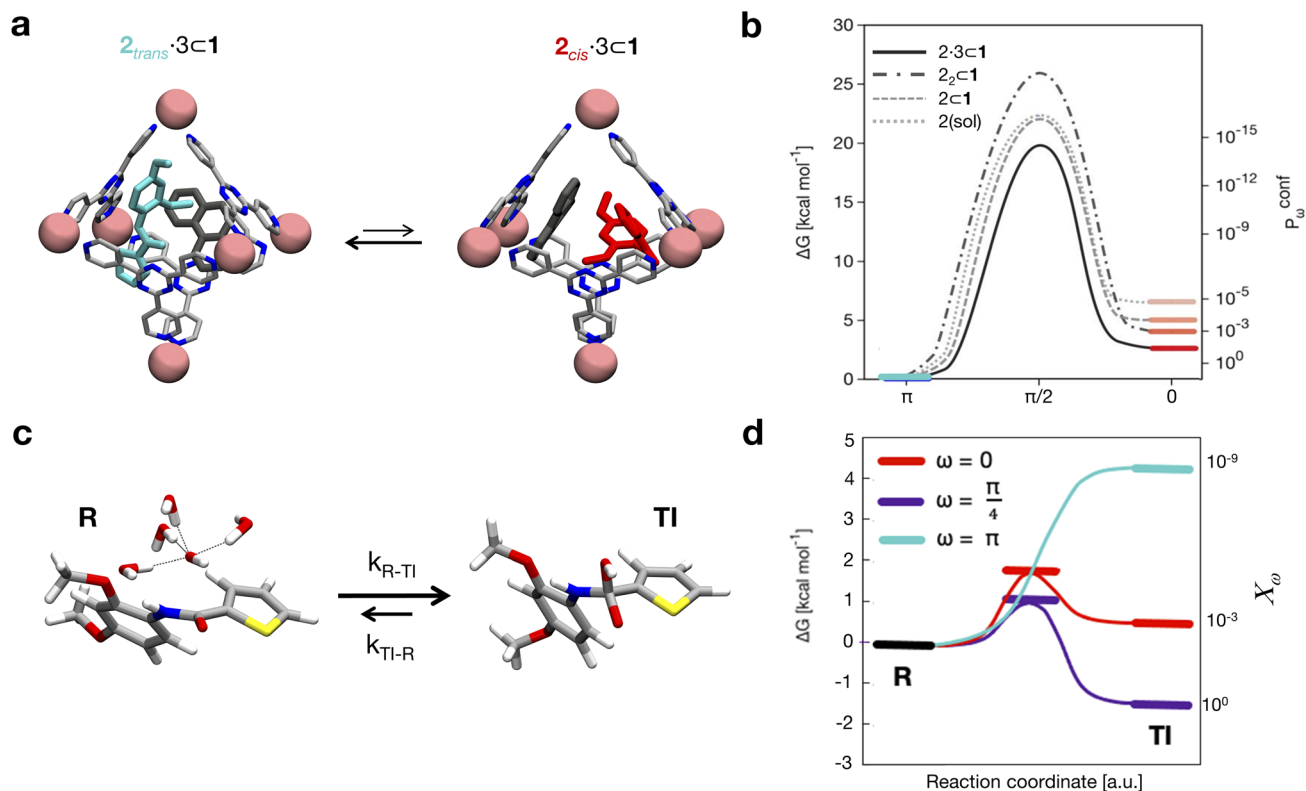 a
2trans·3⊂1
2cis·3⊂1
b
30
25
20
15
10
5
0
ΔG [kcal mol⁻¹]
2·3⊂1
2₂⊂1
2⊂1
2(sol)
10⁻¹⁵
10⁻¹²
10⁻⁹
10⁻⁵
10⁻³
10⁰
Pωconf
π
π/2
0
c
R
kR-TI
kTI-R
TI
d
5
4
3
2
1
0
-1
-2
-3
ΔG [kcal mol⁻¹]
ω = 0
ω = π/4
ω = π
R
TI
10⁻⁹
10⁻³
10⁰
Xω
Reaction coordinate [a.u.]